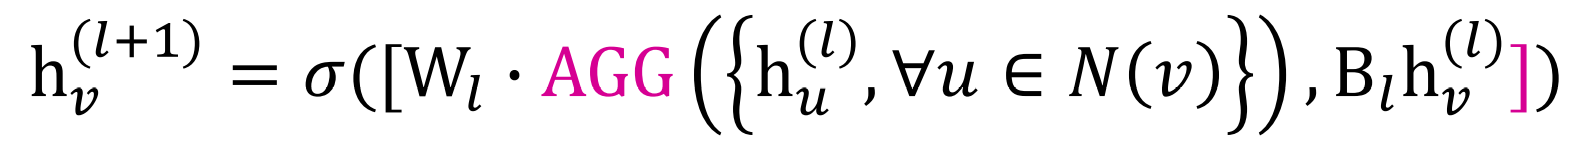 h_v^{(l+1)} = σ([W_l · AGG({h_u^{(l)}, ∀u ∈ N(v)}), B_l h_v^{(l)}])